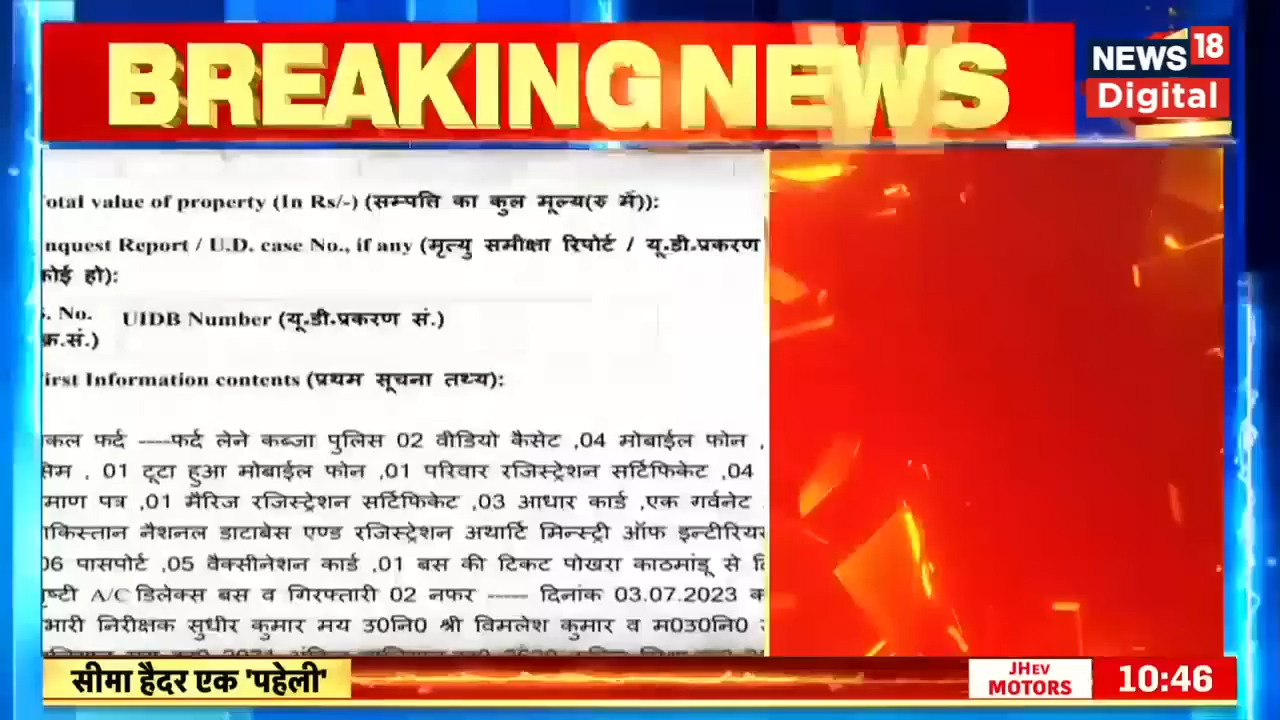 BREAKING NEWS
NEWS 18
Digital
otal value of property (In Rs/-) (सम्पति का कुल मूल्य(रु में)):
nquest Report / U.D. case No., if any (मृत्यु समीक्षा रिपोर्ट / यू.डी.प्रकरण
कोई हो):
. No. UIDB Number (यू.डी.प्रकरण सं.)
क्र.सं.)
irst Information contents (प्रथम सूचना तथ्य):
कल फर्द ----फर्द लेने कब्जा पुलिस 02 वीडियो कैसेट ,04 मोबाईल फोन ,
सिम , 01 टूटा हुआ मोबाईल फोन ,01 परिवार रजिस्ट्रेशन सर्टिफिकेट ,04
माण पत्र ,01 मैरिज रजिस्ट्रेशन सर्टिफिकेट ,03 आधार कार्ड ,एक गर्वनेट
ाकिस्तान नैशनल डाटाबेस एण्ड रजिस्ट्रेशन अथार्टि मिन्स्ट्री ऑफ इन्टीरियर
06 पासपोर्ट ,05 वैक्सीनेशन कार्ड ,01 बस की टिकट पोखरा काठमांडू से दि
ृष्टी A/C डिलेक्स बस व गिरफ्तारी 02 नफर ----- दिनांक 03.07.2023 क
भारी निरीक्षक सुधीर कुमार मय उ0नि0 श्री विमलेश कुमार व म0उ0नि0
सीमा हैदर एक 'पहेली'
JHEV
MOTORS
10:46